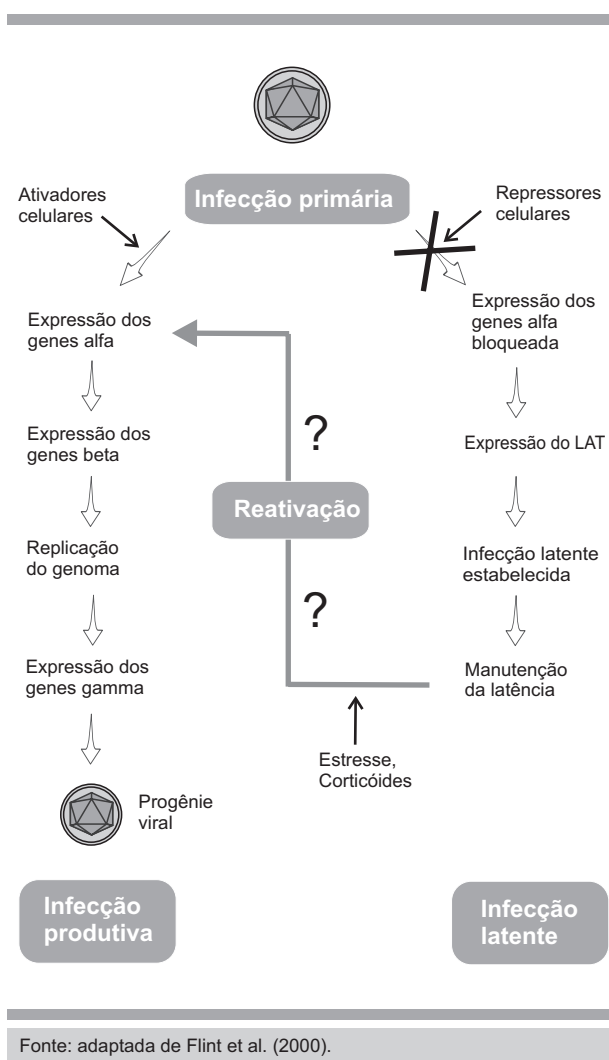 Infecção primária
Ativadores
celulares
Repressores
celulares
Expressão dos
genes alfa
Expressão dos
genes beta
Replicação
do genoma
Expressão dos
genes gamma
Progênie
viral
Infecção
produtiva
?
Reativação
?
Estresse,
Corticóides
Expressão dos
genes alfa
bloqueada
Expressão do LAT
Infecção latente
estabelecida
Manutenção
da latência
Infecção
latente
Fonte: adaptada de Flint et al. (2000).